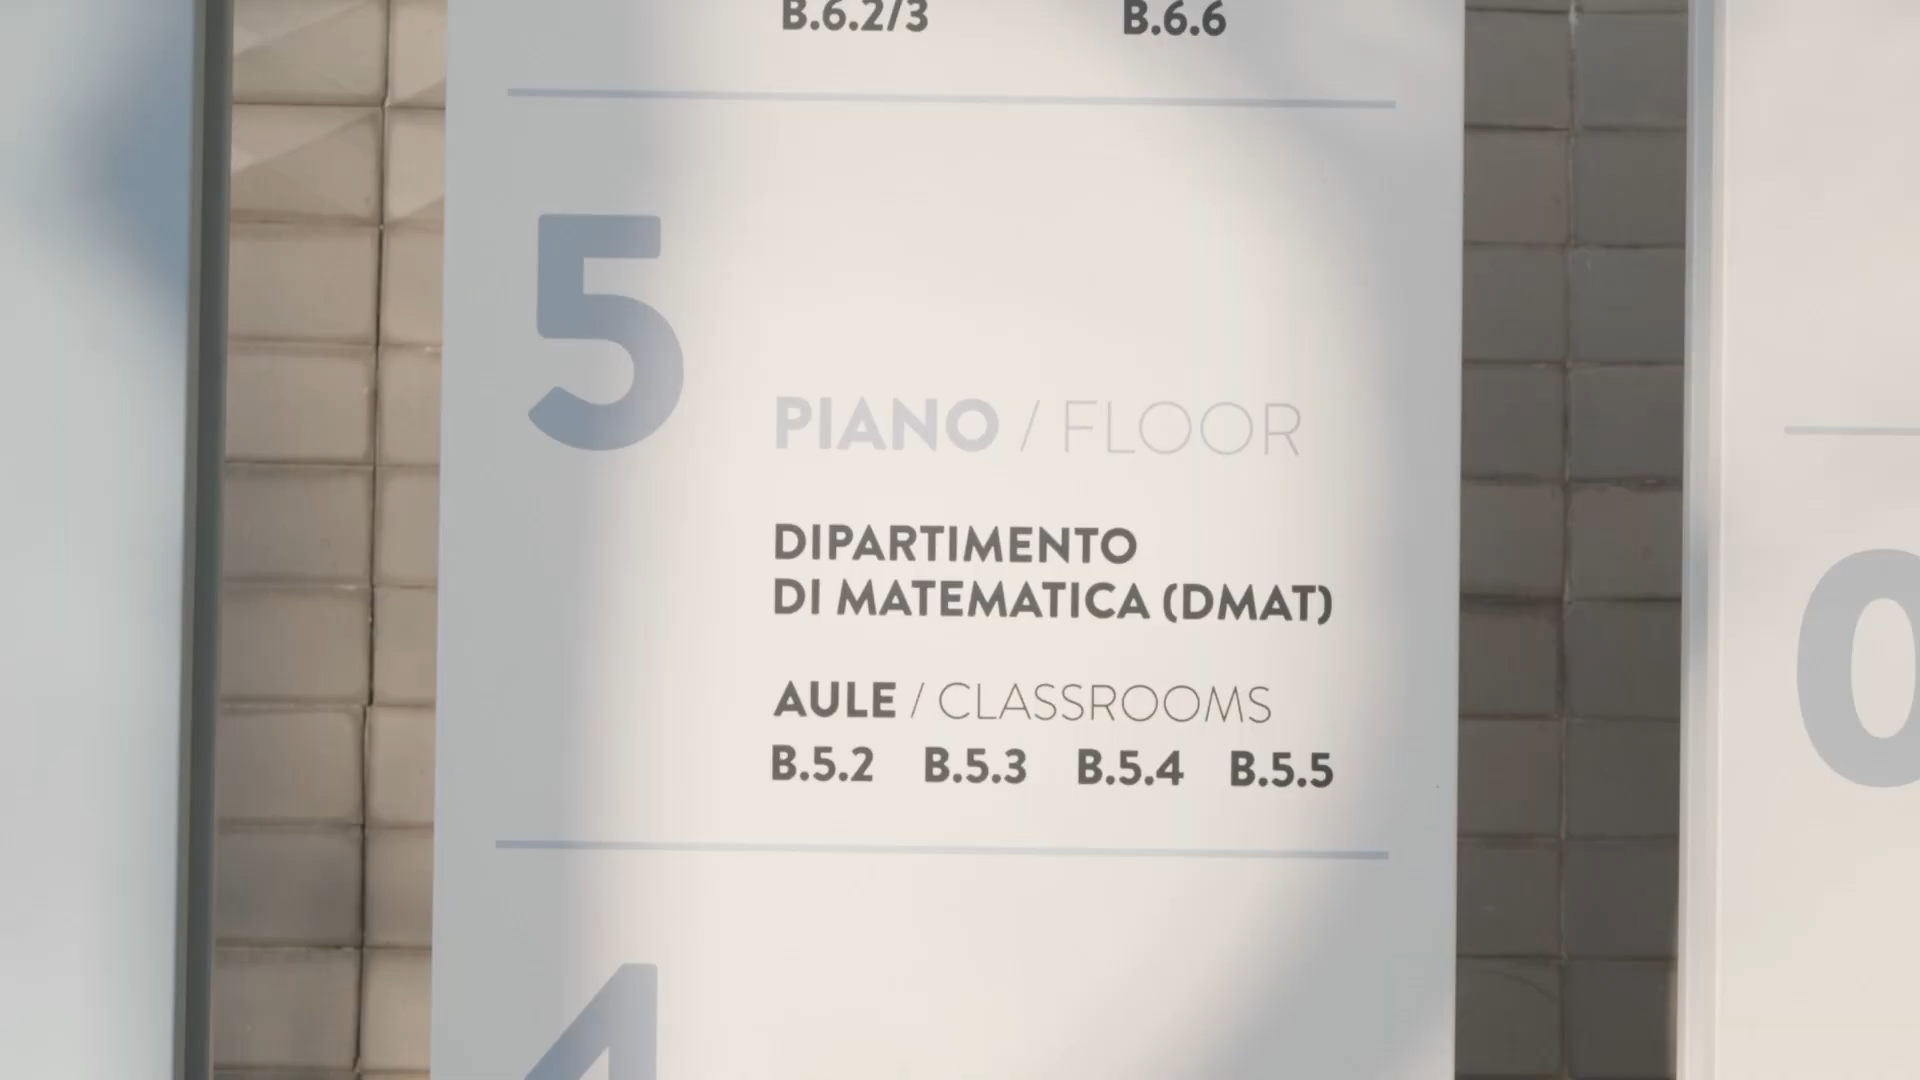 B.6.2/3 B.6.6
5
PIANO / FLOOR
DIPARTIMENTO
DI MATEMATICA (DMAT)
AULE / CLASSROOMS
B.5.2 B.5.3 B.5.4 B.5.5
4
0